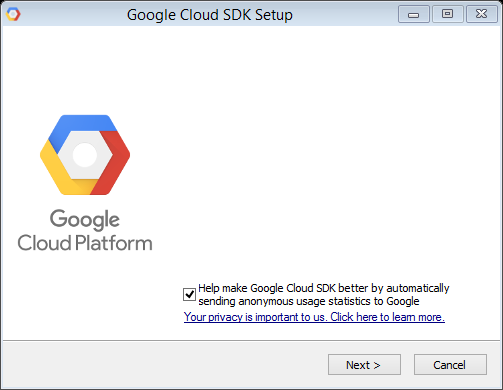 Google Cloud SDK Setup
Google
Cloud Platform
Help make Google Cloud SDK better by automatically
sending anonymous usage statistics to Google
Your privacy is important to us. Click here to learn more.
Next >
Cancel